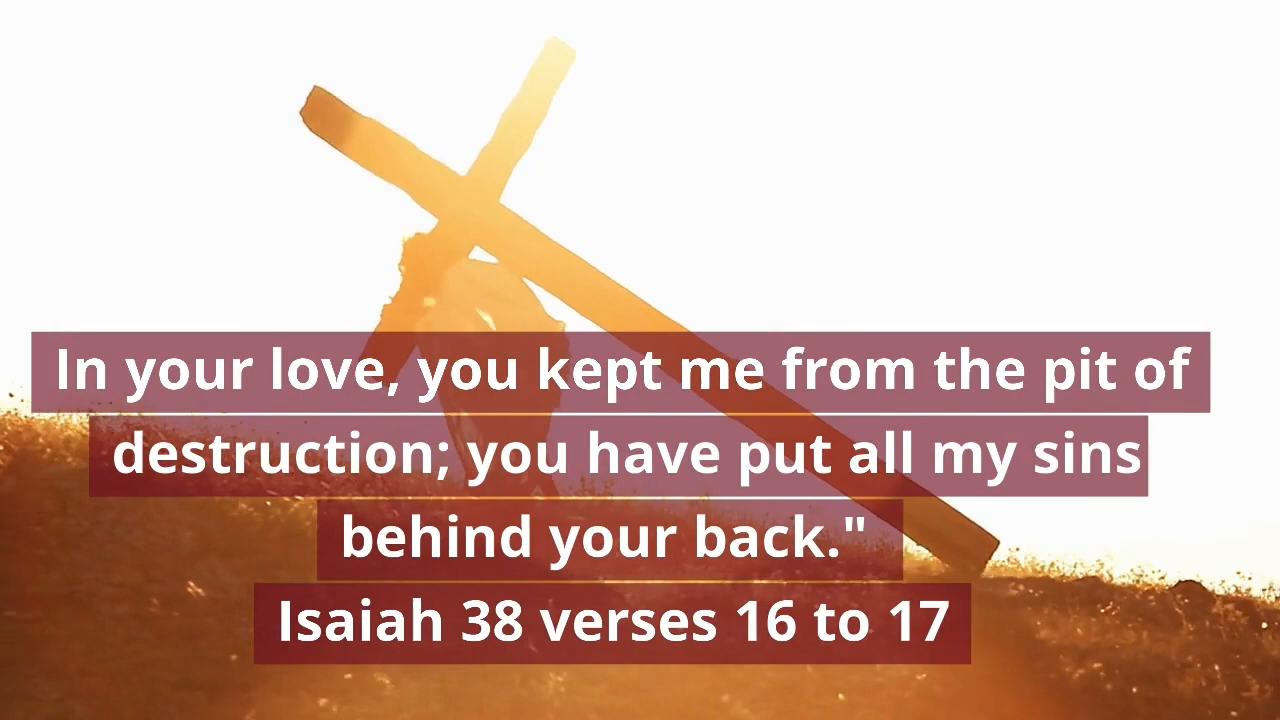 In your love, you kept me from the pit of
destruction; you have put all my sins
behind your back."
Isaiah 38 verses 16 to 17